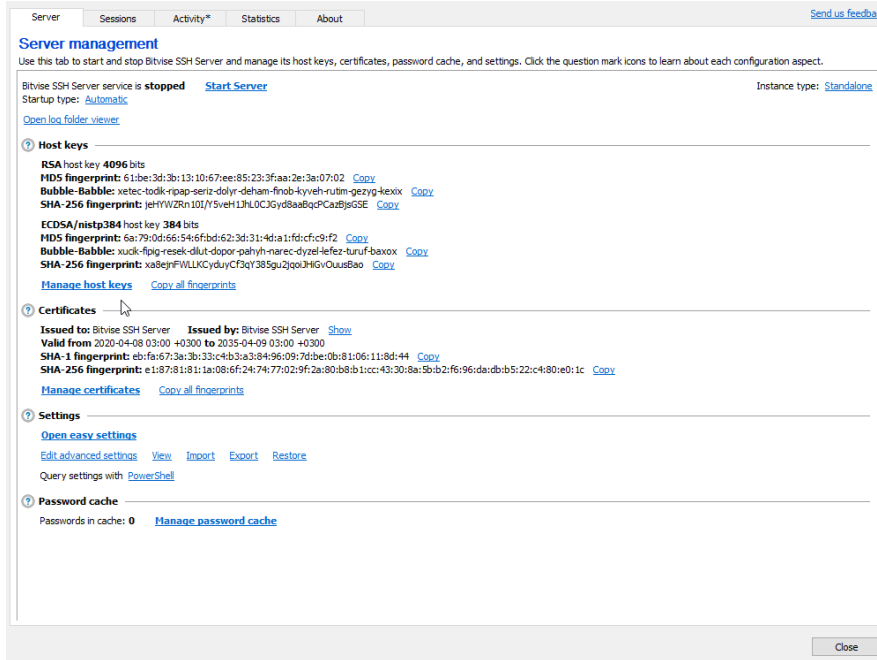 Server Sessions Activity* Statistics About Send us feedba
Server management
Use this tab to start and stop Bitvise SSH Server and manage its host keys, certificates, password cache, and settings. Click the question mark icons to learn about each configuration aspect.
Bitvise SSH Server service is stopped Start Server Instance type: Standalone
Startup type: Automatic
Open log folder viewer
? Host keys
RSA host key 4096 bits
MD5 fingerprint: 61:be:3d:3b:13:10:67:ee:85:23:3f:aa:2e:3a:07:02 Copy
Bubble-Babble: xetec-todik-ripap-seriz-dolyr-deham-finob-kyveh-rutim-gezyg-kexix Copy
SHA-256 fingerprint: jeHYWZRn10I/Y5veH1JhL0CJGyd8aaBqcPCazBjsGSE Copy
ECDSA/nistp384 host key 384 bits
MD5 fingerprint: 6a:79:0d:66:54:6f:bd:62:3d:31:4d:a1:fd:cf:c9:f2 Copy
Bubble-Babble: xucik-fipig-resek-dilut-dopor-pahyh-narec-dyzel-lefez-turuf-baxox Copy
SHA-256 fingerprint: xa8ejnFWLLKCyduyCf3qY385gu2jqoiJHiGvOuusBao Copy
Manage host keys Copy all fingerprints
? Certificates
Issued to: Bitvise SSH Server Issued by: Bitvise SSH Server Show
Valid from 2020-04-08 03:00 +0300 to 2035-04-09 03:00 +0300
SHA-1 fingerprint: eb:fa:67:3a:3b:33:c4:b3:a3:84:96:09:7d:be:0b:81:06:11:8d:44 Copy
SHA-256 fingerprint: e1:87:81:81:1a:08:6f:24:74:77:02:9f:2a:80:b8:b1:cc:43:30:8a:5b:b2:f6:96:da:db:b5:22:c4:80:e0:1c Copy
Manage certificates Copy all fingerprints
? Settings
Open easy settings
Edit advanced settings View Import Export Restore
Query settings with PowerShell
? Password cache
Passwords in cache: 0 Manage password cache
Close